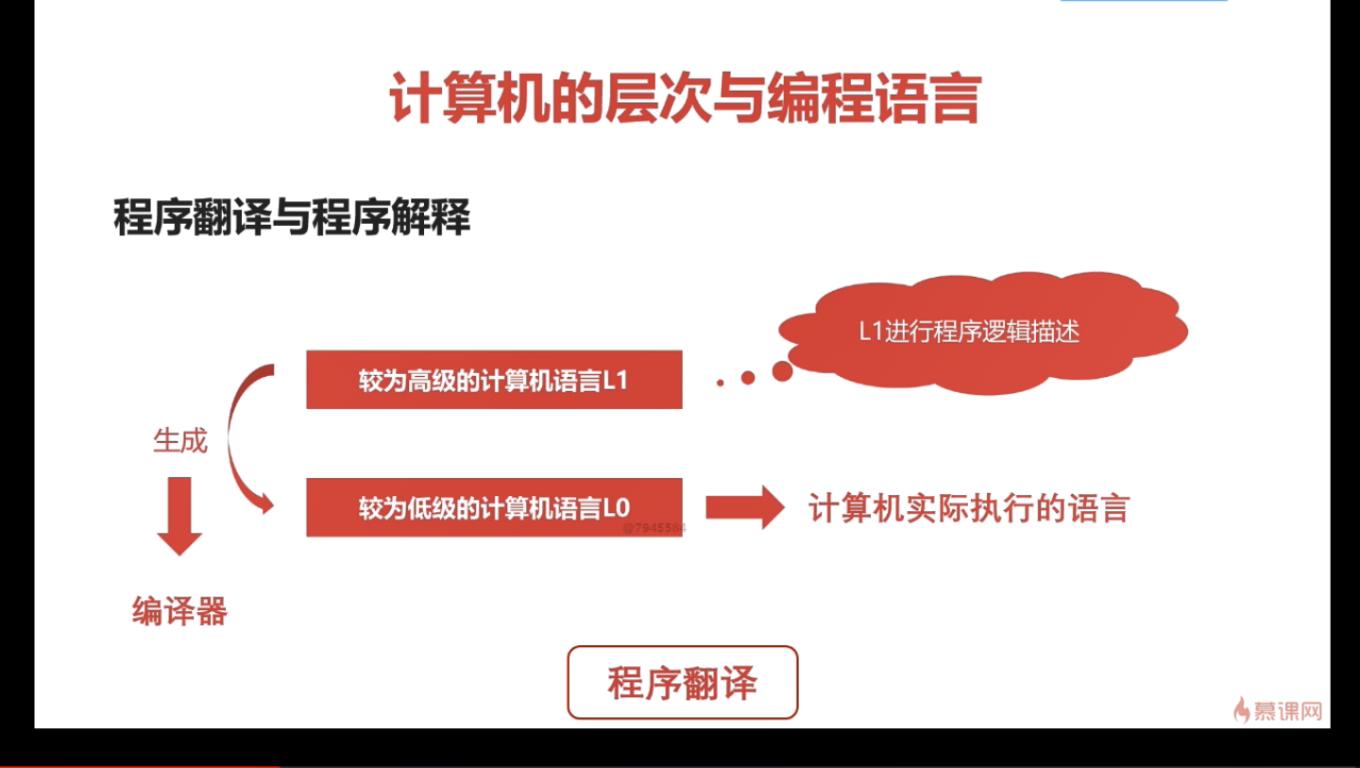 计算机的层次与编程语言
程序翻译与程序解释
L1进行程序逻辑描述
较为高级的计算机语言L1
生成
较为低级的计算机语言L0
计算机实际执行的语言
@7945584
编译器
程序翻译
慕课网